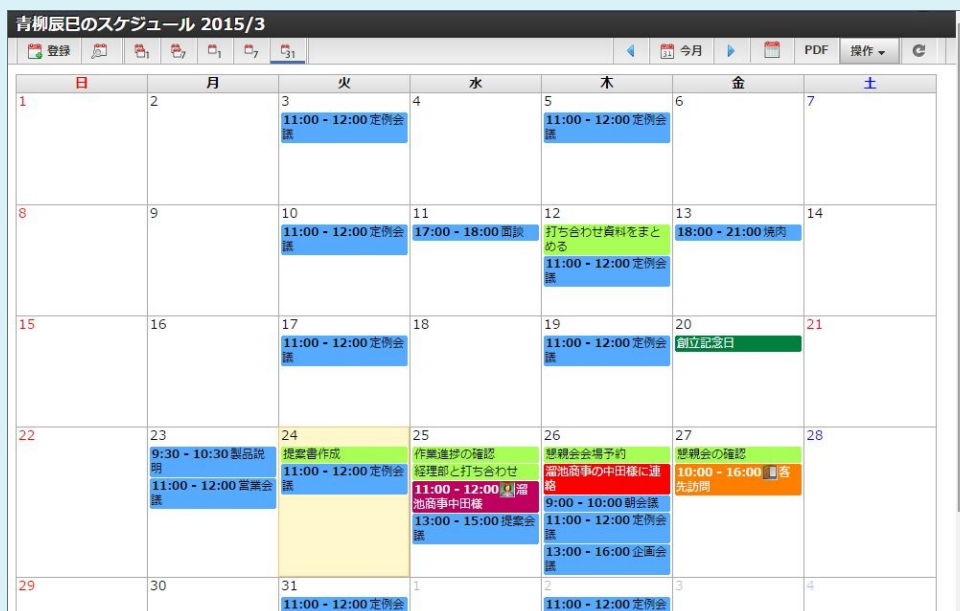 青柳辰巳のスケジュール 2015/3
登録 1 7 1 7 31 31 今月 PDF 操作
日 月 火 水 木 金 土
1 2 3 4 5 6 7
11:00 - 12:00 定例会
議
11:00 - 12:00 定例会
議
8 9 10 11 12 13 14
11:00 - 12:00 定例会
議
17:00 - 18:00 面談
打ち合わせ資料をまと
める
11:00 - 12:00 定例会
議
18:00 - 21:00 焼肉
15 16 17 18 19 20 21
11:00 - 12:00 定例会
議
11:00 - 12:00 定例会
議
創立記念日
22 23 24 25 26 27 28
9:30 - 10:30 製品説
明
11:00 - 12:00 営業会
議
提案書作成
11:00 - 12:00 定例会
議
作業進捗の確認
経理部と打ち合わせ
11:00 - 12:00 溜
池商事中田様
13:00 - 15:00 提案会
議
懇親会会場予約
溜池商事の中田様に連
絡
9:00 - 10:00 朝会議
11:00 - 12:00 定例会
議
13:00 - 16:00 企画会
議
懇親会の確認
10:00 - 16:00 客
先訪問
29 30 31 1 2 3 4
11:00 - 12:00 定例会
11:00 - 12:00 定例会